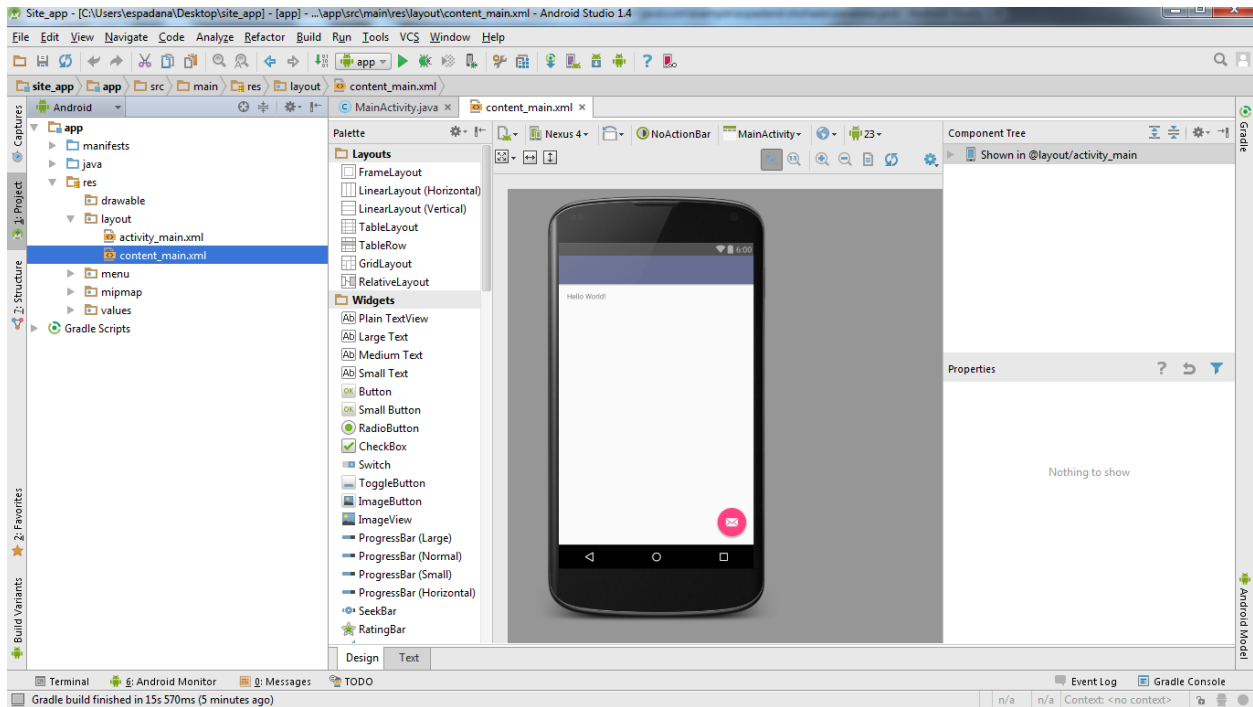 Site_app - [C:\Users\espadana\Desktop\site_app] - [app] - ...\app\src\main\res\layout\content_main.xml - Android Studio 1.4
File Edit View Navigate Code Analyze Refactor Build Run Tools VCS Window Help
app
site_app app src main res layout content_main.xml
Android
MainActivity.java content_main.xml
Captures
1: Project
7: Structure
2: Favorites
Build Variants
app
manifests
java
res
drawable
layout
activity_main.xml
content_main.xml
menu
mipmap
values
Gradle Scripts
Palette
Layouts
FrameLayout
LinearLayout (Horizontal)
LinearLayout (Vertical)
TableLayout
TableRow
GridLayout
RelativeLayout
Widgets
Plain TextView
Large Text
Medium Text
Small Text
Button
Small Button
RadioButton
CheckBox
Switch
ToggleButton
ImageButton
ImageView
ProgressBar (Large)
ProgressBar (Normal)
ProgressBar (Small)
ProgressBar (Horizontal)
SeekBar
RatingBar
Nexus 4 NoActionBar MainActivity 23
6:00
Hello World!
Design Text
Component Tree
Shown in @layout/activity_main
Properties
Nothing to show
Gradle
Android Model
Terminal 6: Android Monitor 0: Messages TODO Event Log Gradle Console
Gradle build finished in 15s 570ms (5 minutes ago) n/a n/a Context: <no context>